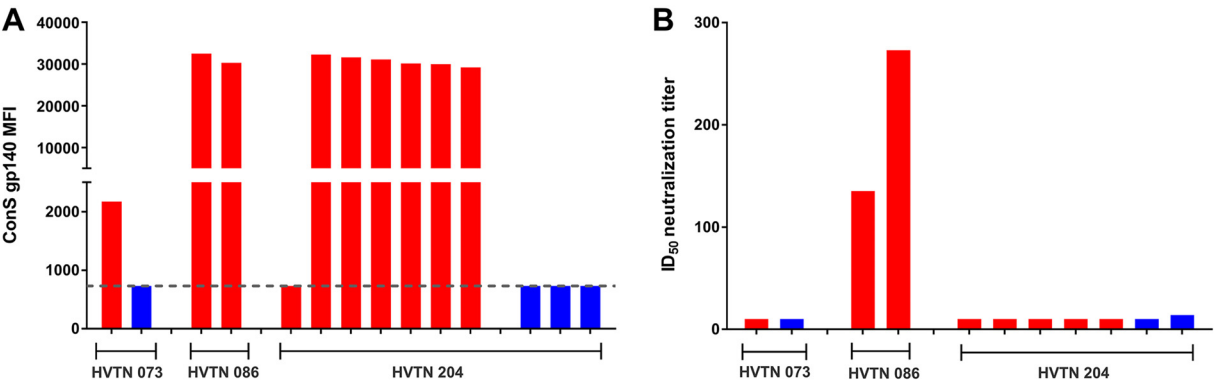 A
ConS gp140 MFI
40000
30000
20000
10000
2000
1000
0
HVTN 073
HVTN 086
HVTN 204
B
ID50 neutralization titer
300
200
100
0
HVTN 073
HVTN 086
HVTN 204